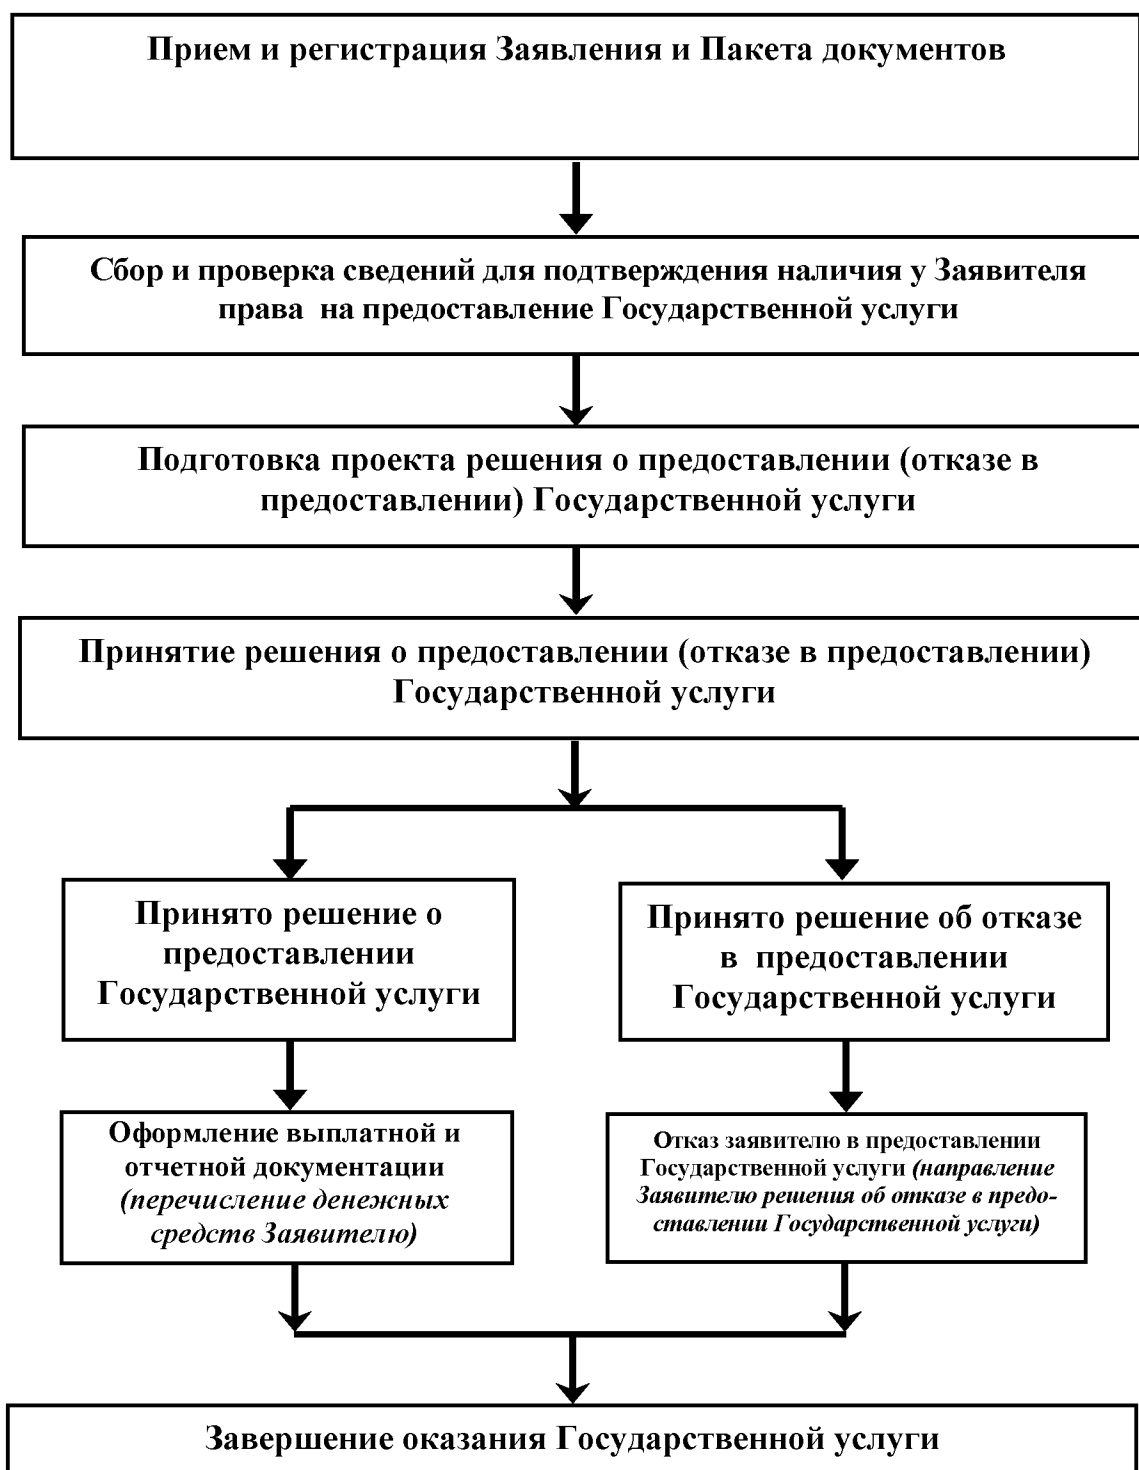 Прием и регистрация Заявления и Пакета документов
Сбор и проверка сведений для подтверждения наличия у Заявителя
права на предоставление Государственной услуги
Подготовка проекта решения о предоставлении (отказе в
предоставлении) Государственной услуги
Принятие решения о предоставлении (отказе в предоставлении)
Государственной услуги
Принято решение о
предоставлении
Государственной услуги
Принято решение об отказе
в предоставлении
Государственной услуги
Оформление выплатной и
отчетной документации
(перечисление денежных
средств Заявителю)
Отказ заявителю в предоставлении
Государственной услуги (направление
Заявителю решения об отказе в предо-
ставлении Государственной услуги)
Завершение оказания Государственной услуги